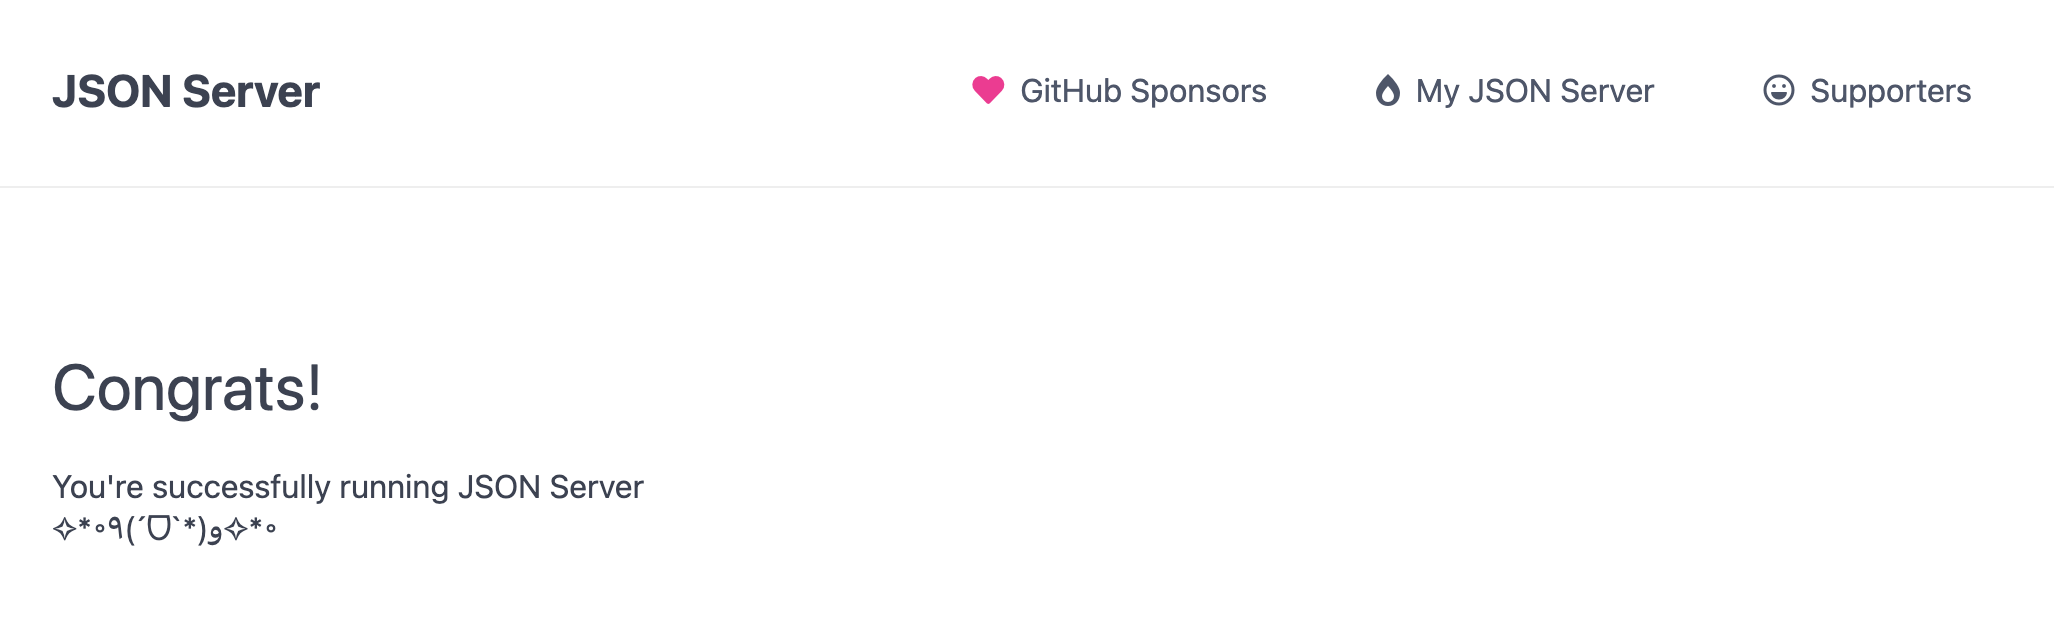 JSON Server
GitHub Sponsors
My JSON Server
Supporters
Congrats!
You're successfully running JSON Server
✧*｡٩(ˊᗜˋ*)و✧*｡